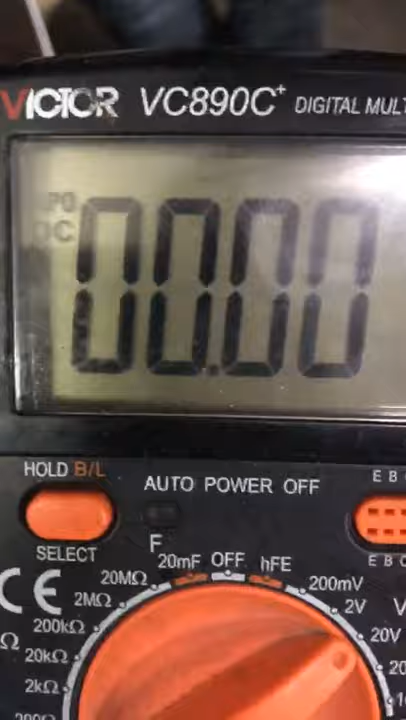 VICTOR VC890C+ DIGITAL MULT
PO
DC
00.00
HOLD B/L
AUTO POWER OFF
E B C
SELECT
F
E B C
CE
20MΩ
20mF
OFF
hFE
200mV
2MΩ
2V
V
200kΩ
20V
Ω
20kΩ
20
2kΩ
200Ω